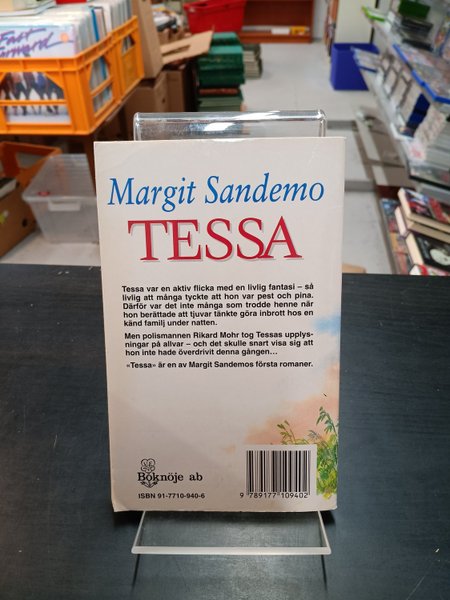 Fast
Forward
Margit Sandemo
TESSA
Tessa var en aktiv flicka med en livlig fantasi – så
livlig att många tyckte att hon var pest och pina.
Därför var det inte många som trodde henne när
hon berättade att tjuvar tänkte göra inbrott hos en
känd familj under natten.
Men polismannen Rikard Mohr tog Tessas upplys-
ningar på allvar – och det skulle snart visa sig att
hon inte hade överdrivit denna gången…
«Tessa» är en av Margit Sandemos första romaner.
Boknöje ab
ISBN 91-7710-940-6
9 789177 109402